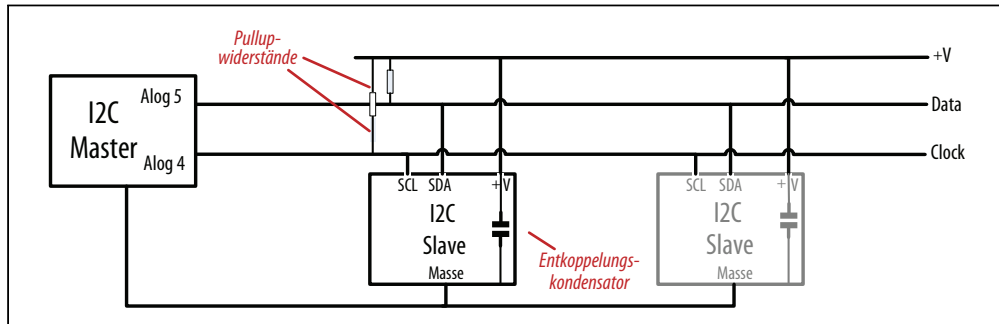 Pullup-
widerstände
+V
I2C
Master
Alog 5
Data
Alog 4
Clock
SCL SDA +V
I2C
Slave
Masse
Entkoppelungs-
kondensator
SCL SDA +V
I2C
Slave
Masse